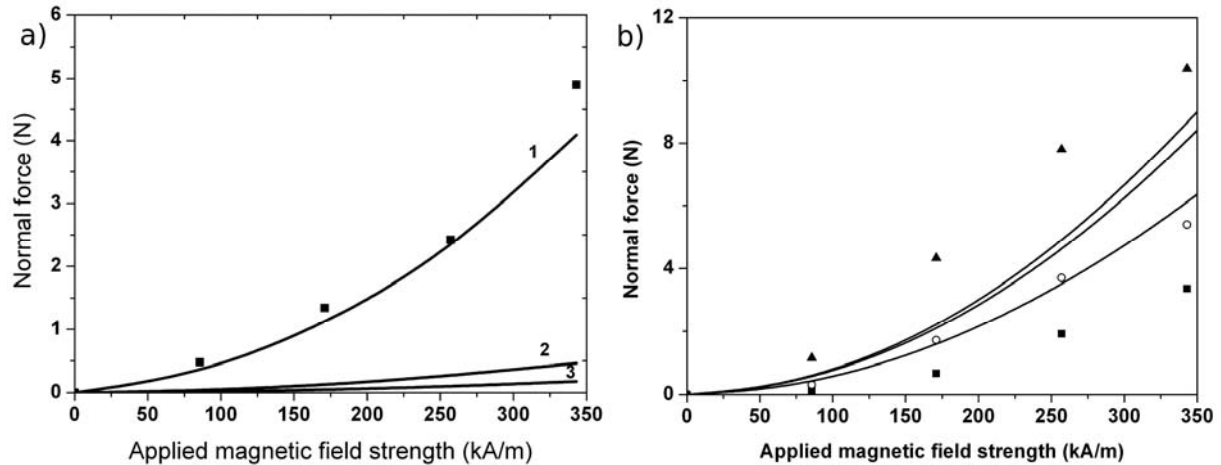 a)
Normal force (N)
6
5
4
3
2
1
0
1
2
3
0 50 100 150 200 250 300 350
Applied magnetic field strength (kA/m)
b)
Normal force (N)
12
8
4
0
0 50 100 150 200 250 300 350
Applied magnetic field strength (kA/m)